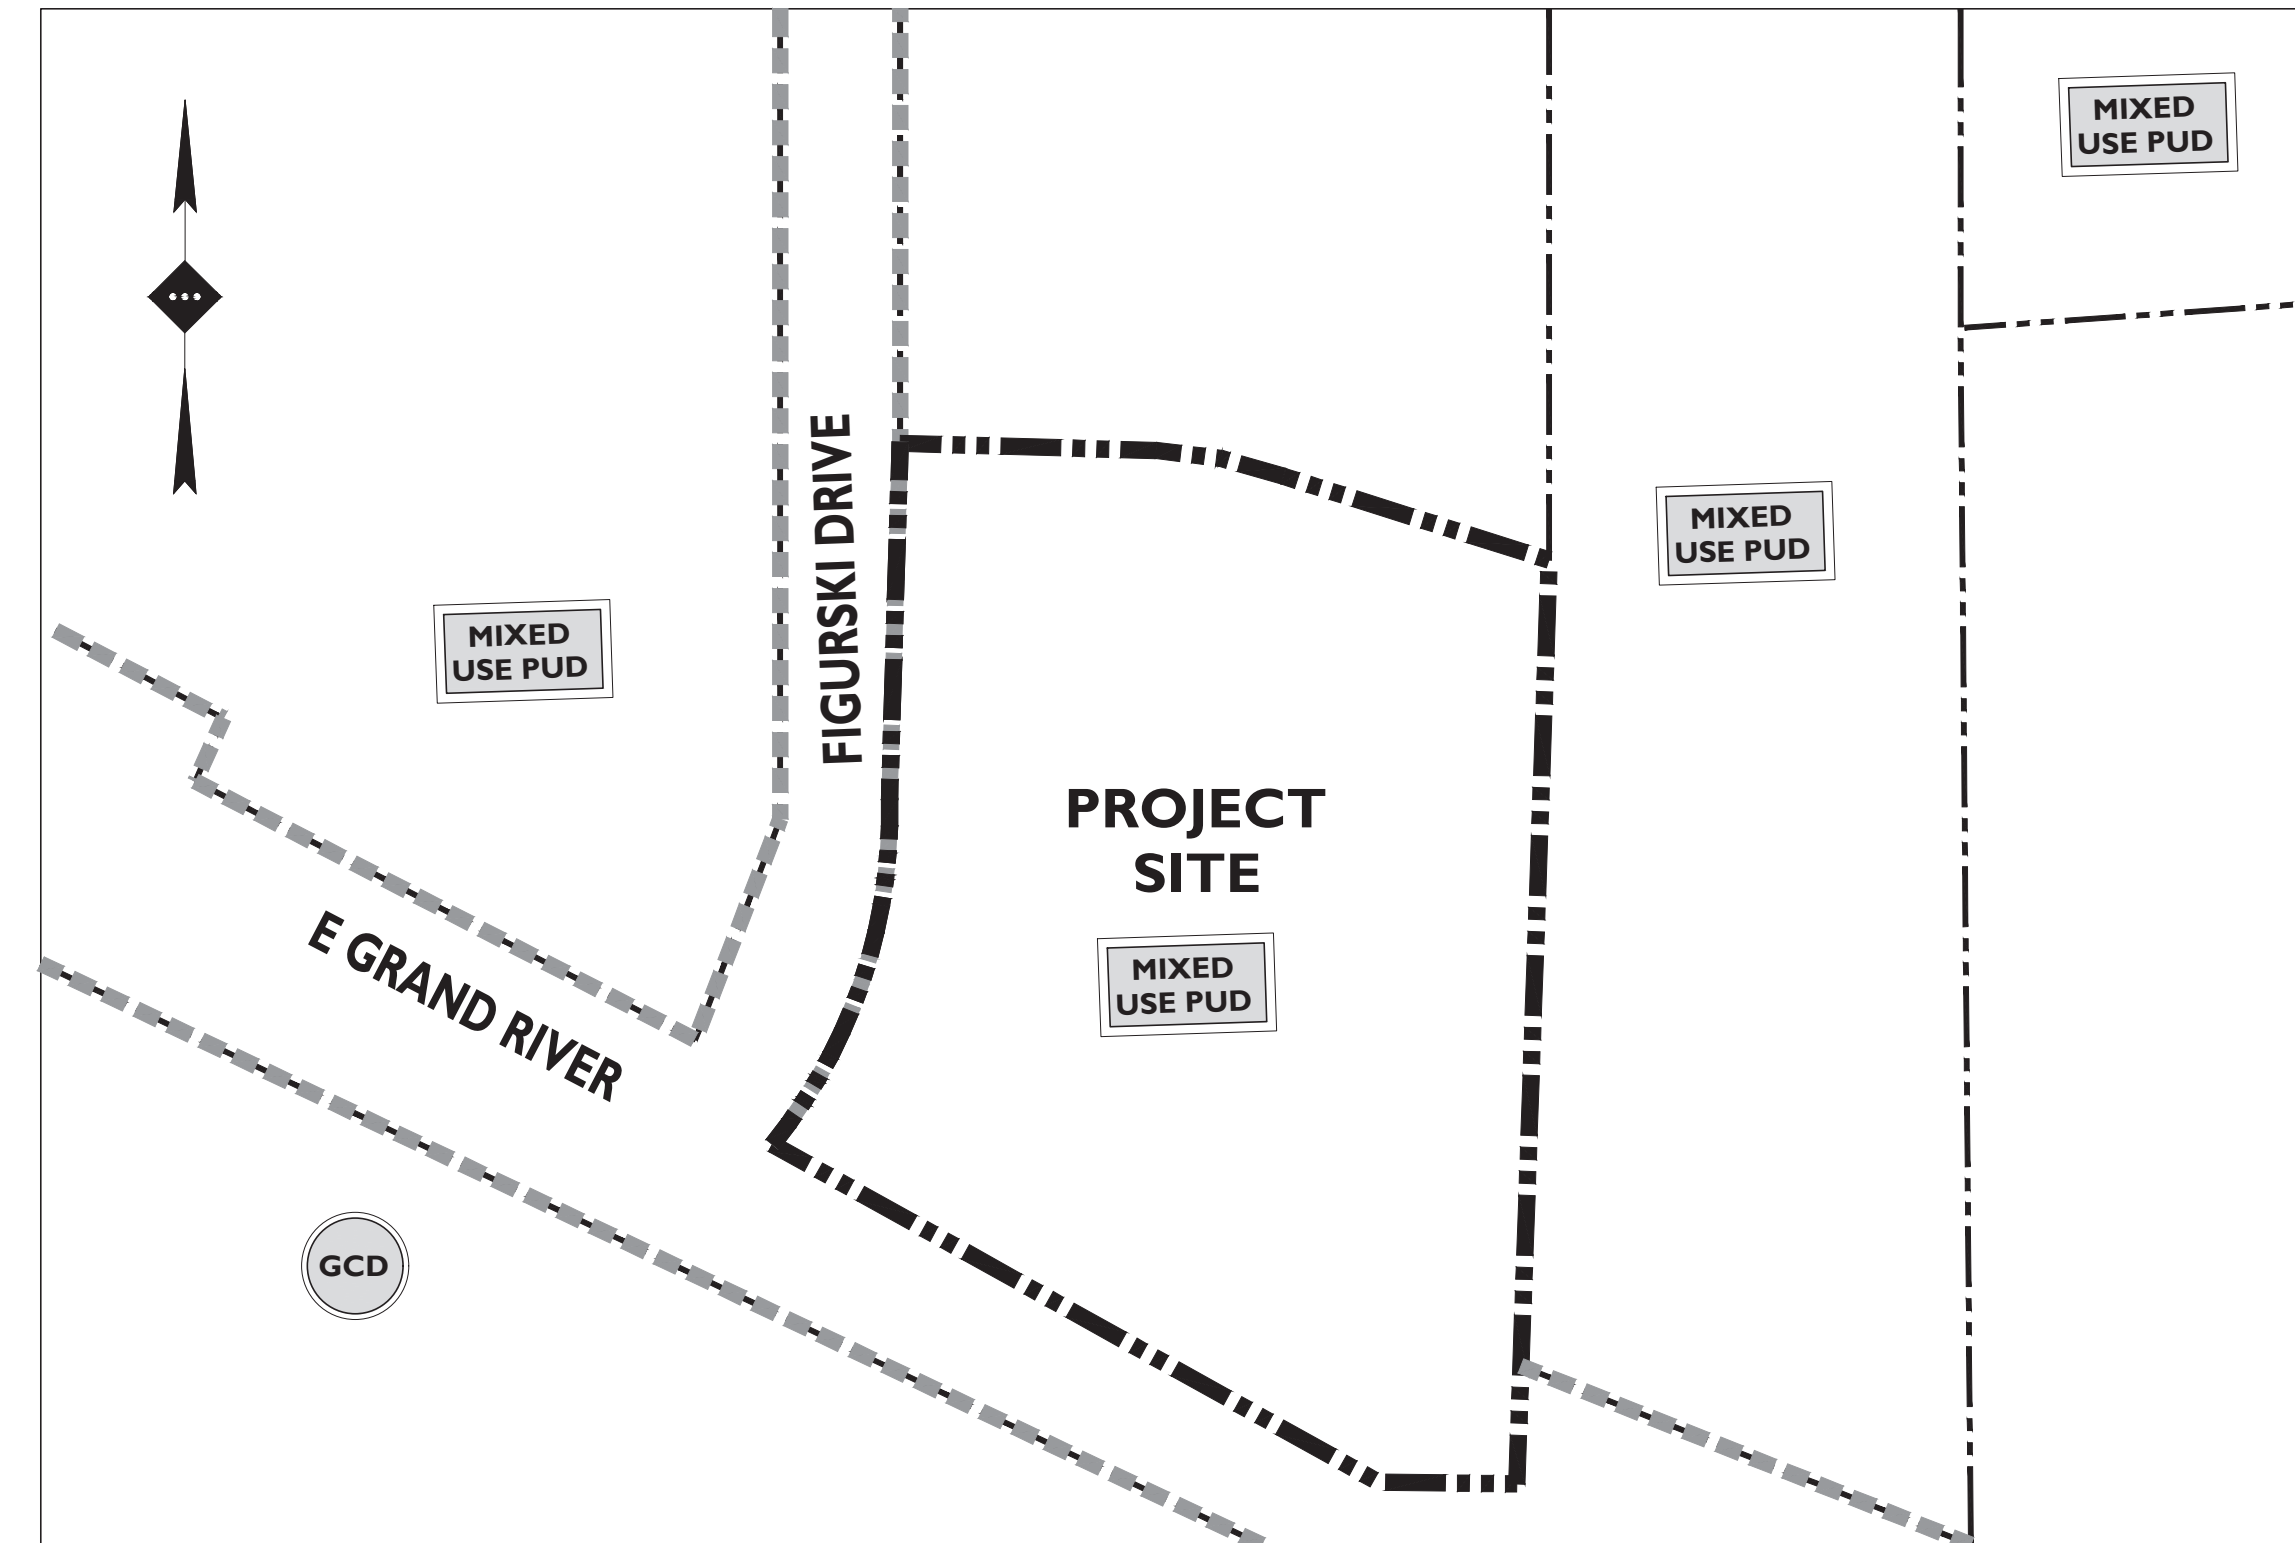 MIXED
USE PUD
MIXED
USE PUD
FIGURSKI DRIVE
MIXED
USE PUD
PROJECT
SITE
MIXED
USE PUD
E GRAND RIVER
GCD